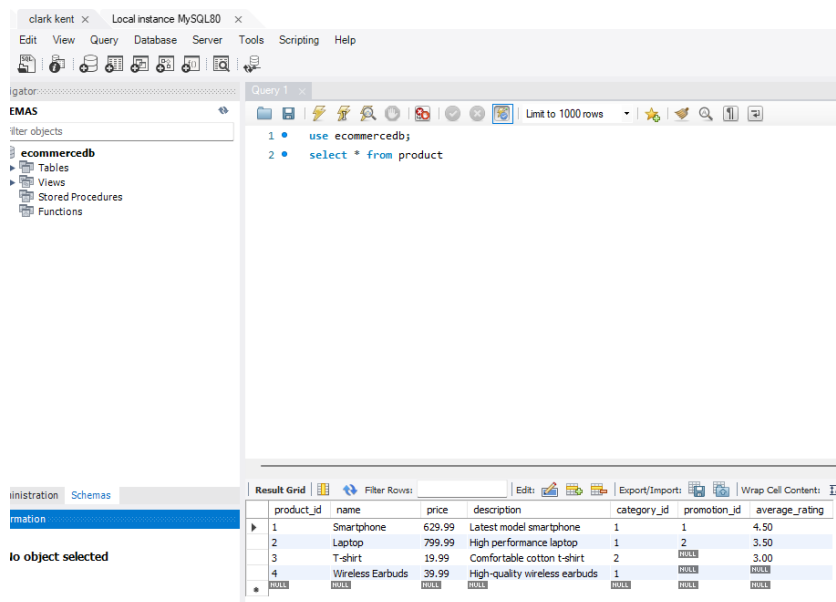 clark kent × Local instance MySQL80 ×
Edit View Query Database Server Tools Scripting Help
igator
Query 1 ×
EMAS
ilter objects
Limit to 1000 rows
1 use ecommercedb;
2 select * from product
ecommercedb
Tables
Views
Stored Procedures
Functions
inistration Schemas
rmation
lo object selected
Result Grid Filter Rows: Edit: Export/Import: Wrap Cell Content:
product_id name price description category_id promotion_id average_rating
1 Smartphone 629.99 Latest model smartphone 1 1 4.50
2 Laptop 799.99 High performance laptop 1 2 3.50
3 T-shirt 19.99 Comfortable cotton t-shirt 2 NULL 3.00
4 Wireless Earbuds 39.99 High-quality wireless earbuds 1 NULL NULL
NULL NULL NULL NULL NULL NULL NULL